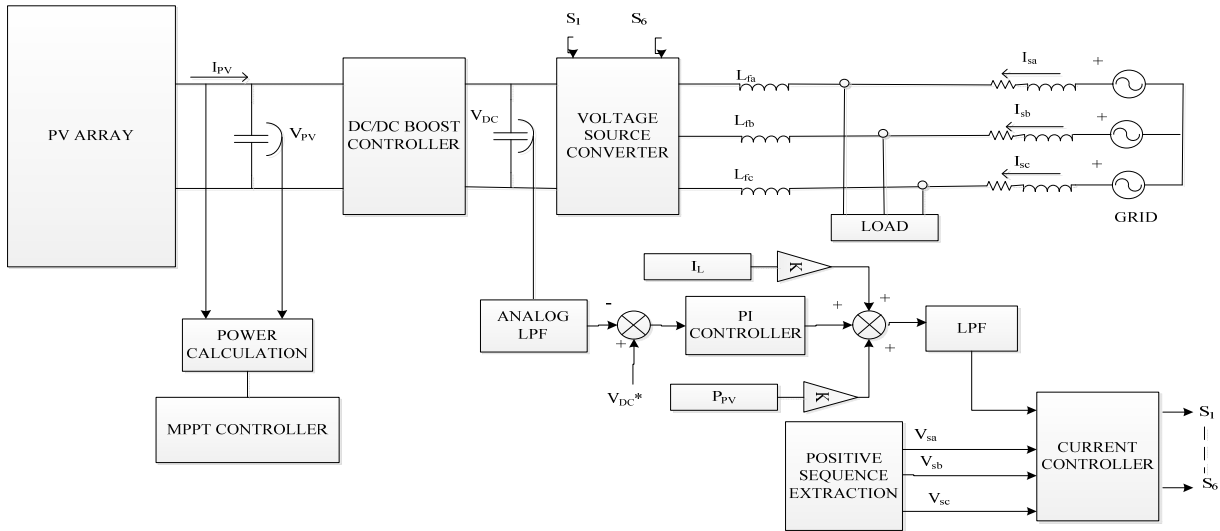 S1
S6
PV ARRAY
IPV
VPV
DC/DC BOOST
CONTROLLER
VDC
VOLTAGE
SOURCE
CONVERTER
Lfa
Lfb
Lfc
Isa
+
Isb
+
Isc
+
GRID
LOAD
IL
K
POWER
CALCULATION
MPPT CONTROLLER
ANALOG
LPF
-
+
VDC*
PI
CONTROLLER
+
+
+
LPF
PPV
K
POSITIVE
SEQUENCE
EXTRACTION
Vsa
Vsb
Vsc
CURRENT
CONTROLLER
S1
S6